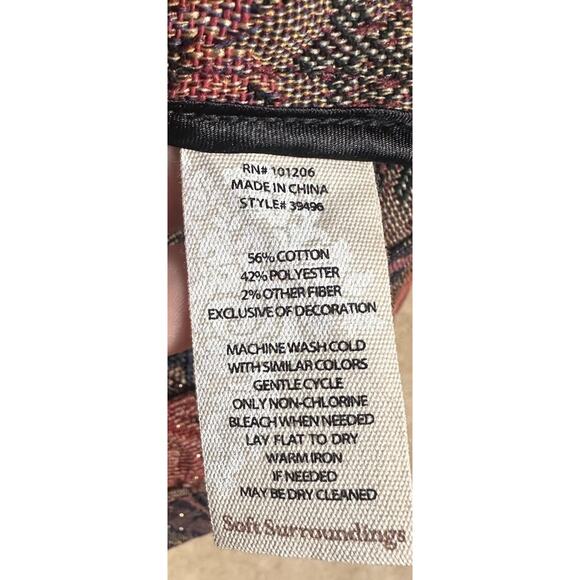 RN# 101206
MADE IN CHINA
STYLE# 39496
56% COTTON
42% POLYESTER
2% OTHER FIBER
EXCLUSIVE OF DECORATION
MACHINE WASH COLD
WITH SIMILAR COLORS
GENTLE CYCLE
ONLY NON-CHLORINE
BLEACH WHEN NEEDED
LAY FLAT TO DRY
WARM IRON
IF NEEDED
MAY BE DRY CLEANED
Soft Surroundings